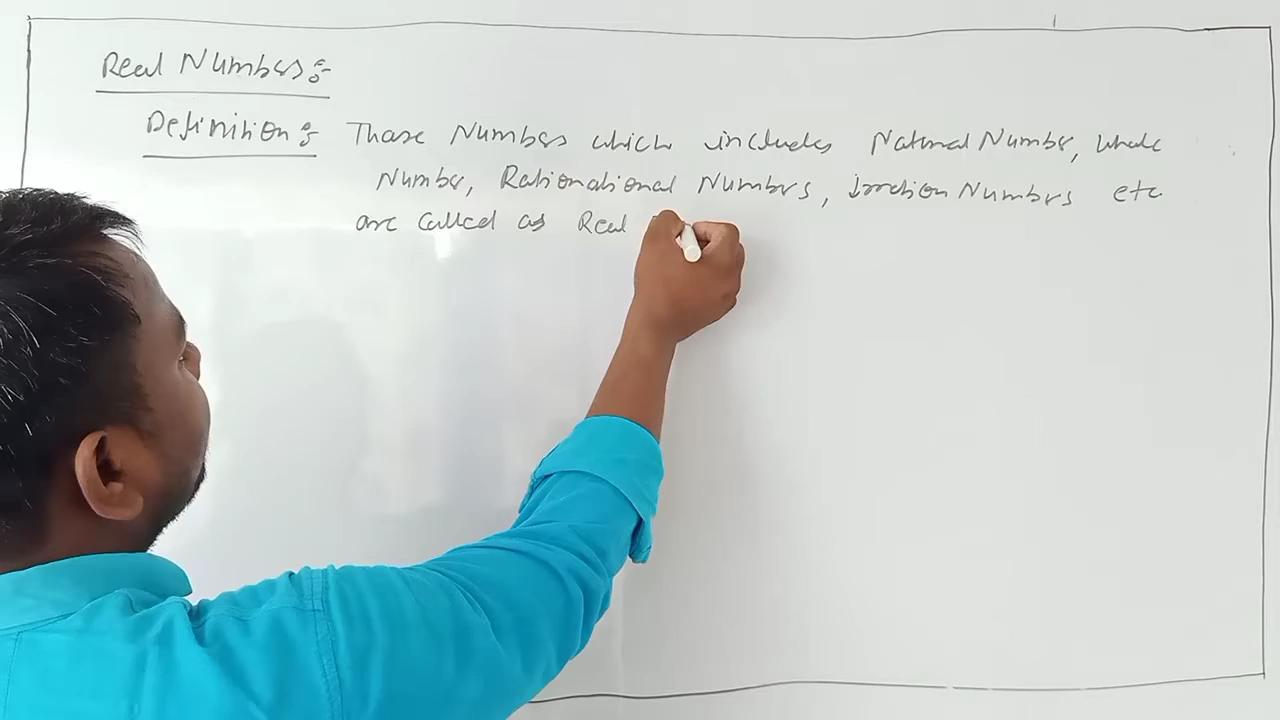 Real Numbers:-
Definition:- Those Numbers which includes Natural Number, whole
Number, Rationational Numbers, irration Numbers etc
are called as Real